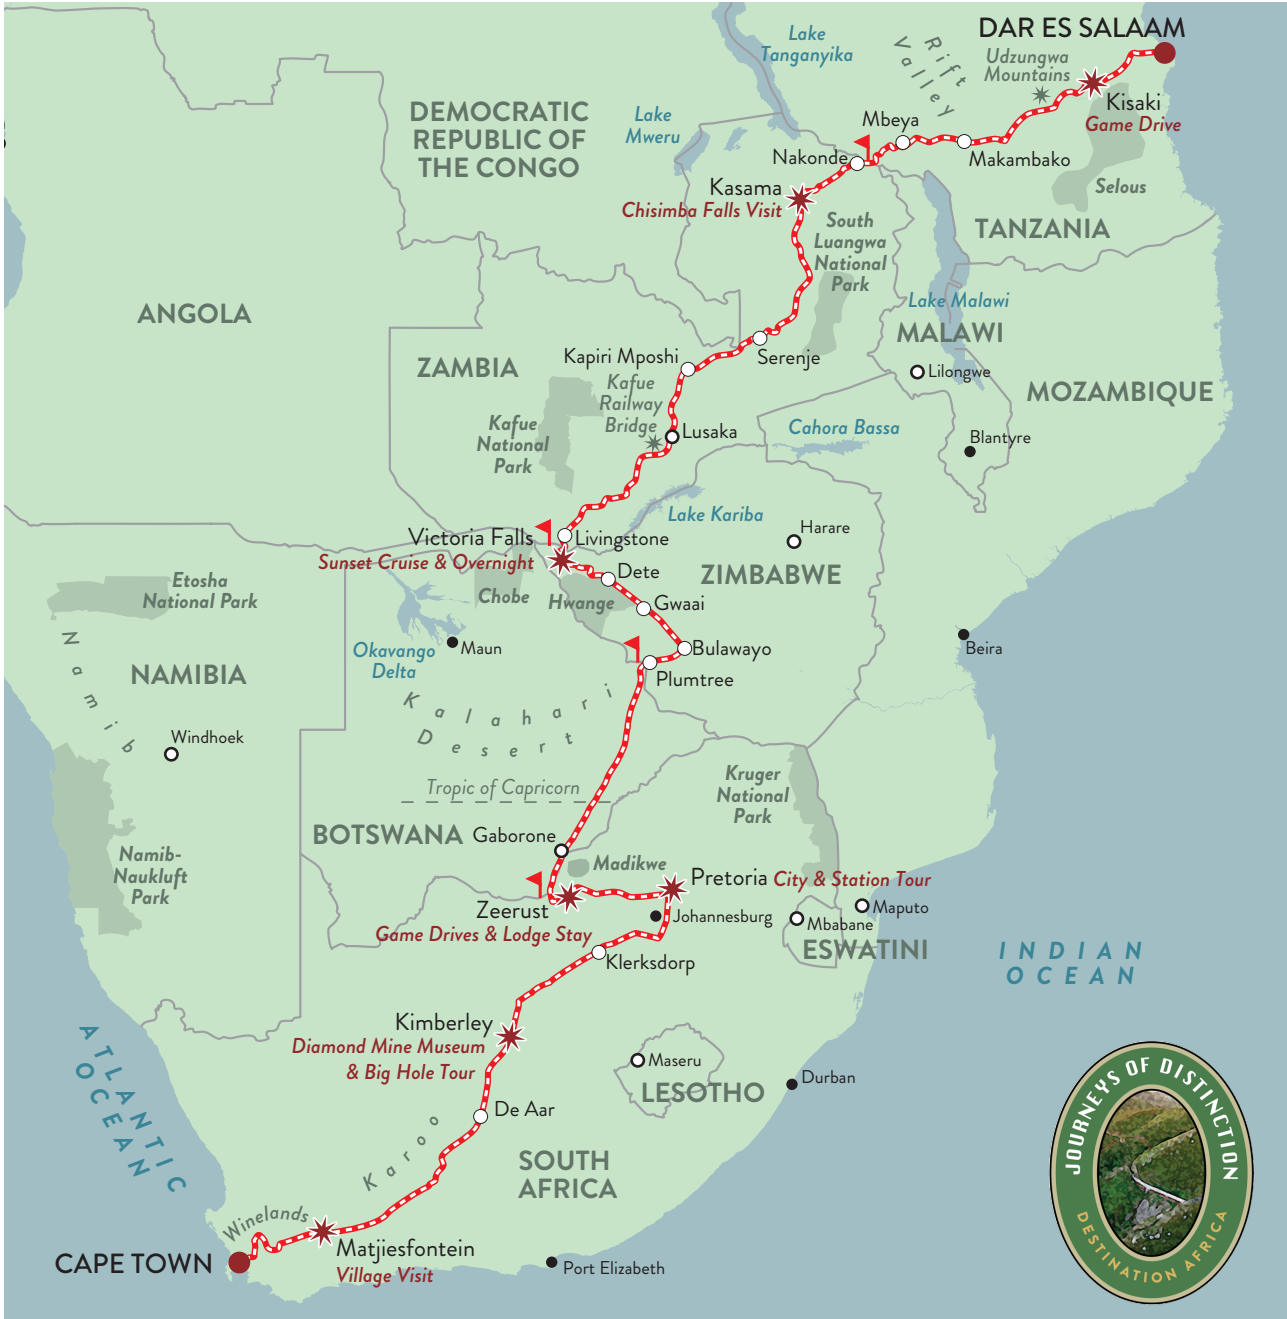 DAR ES SALAAM
Lake
Tanganyika
Rift
Valley
Udzungwa
Mountains
Kisaki
Game Drive
DEMOCRATIC
REPUBLIC OF
THE CONGO
Lake
Mweru
Mbeya
Makambako
Nakonde
Selous
Kasama
Chisimba Falls Visit
South
Luangwa
National
Park
TANZANIA
ANGOLA
Lake Malawi
MALAWI
ZAMBIA
Kapiri Mposhi
Serenje
Lilongwe
MOZAMBIQUE
Kafue
Railway
Bridge
Kafue
National
Park
Lusaka
Cahora Bassa
Blantyre
Lake Kariba
Harare
Victoria Falls
Sunset Cruise & Overnight
Livingstone
Dete
ZIMBABWE
Etosha
National Park
Chobe
Hwange
Gwaai
Namib
Okavango
Delta
Maun
Bulawayo
Beira
NAMIBIA
Plumtree
Kalahari
Desert
Windhoek
Tropic of Capricorn
Kruger
National
Park
BOTSWANA
Gaborone
Namib-
Naukluft
Park
Madikwe
Pretoria City & Station Tour
Zeerust
Game Drives & Lodge Stay
Johannesburg
Maputo
Mbabane
ESWATINI
INDIAN
OCEAN
Klerksdorp
Kimberley
Diamond Mine Museum
& Big Hole Tour
ATLANTIC
OCEAN
Maseru
LESOTHO
Durban
De Aar
Karoo
SOUTH
AFRICA
Winelands
Matjiesfontein
Village Visit
CAPE TOWN
Port Elizabeth
JOURNEYS OF DISTINCTION
DESTINATION AFRICA